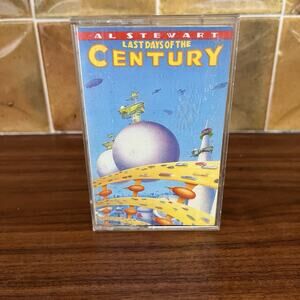 AL STEWART
LAST DAYS OF THE
CENTURY